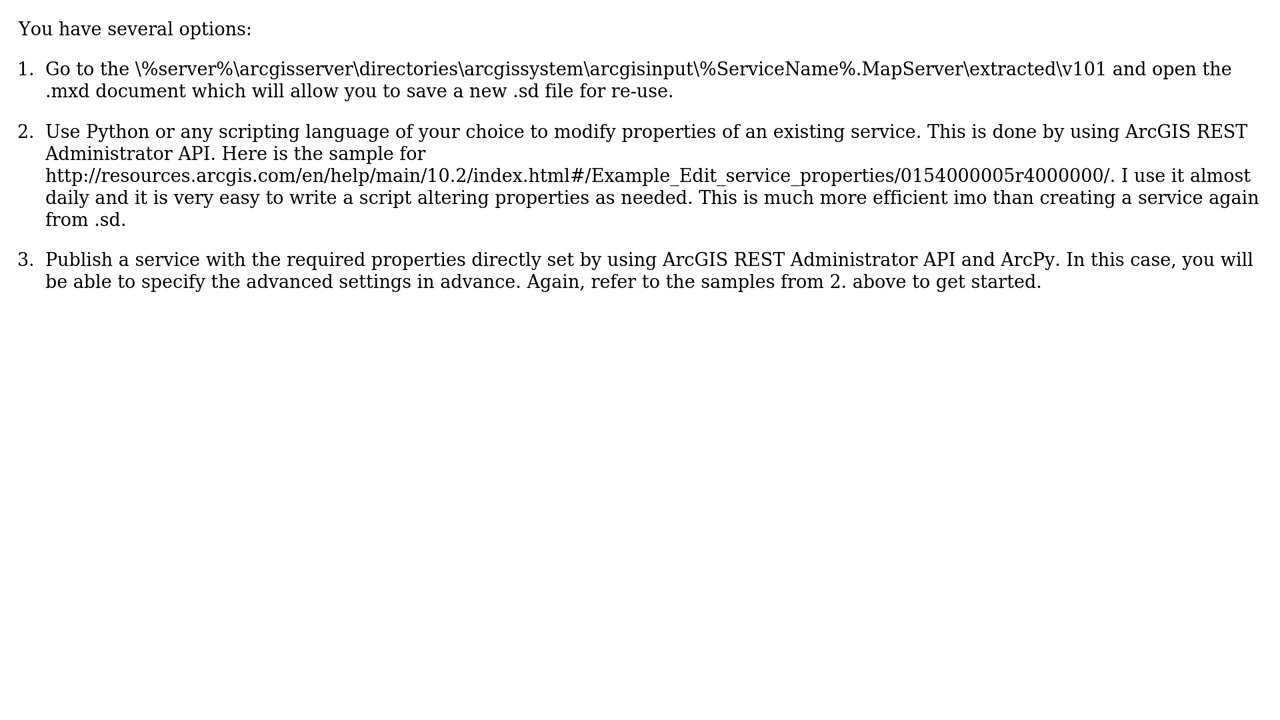 You have several options:
1. Go to the \%server%\arcgisserver\directories\arcgissystem\arcgisinput\%ServiceName%.MapServer\extracted\v101 and open the
.mxd document which will allow you to save a new .sd file for re-use.
2. Use Python or any scripting language of your choice to modify properties of an existing service. This is done by using ArcGIS REST
Administrator API. Here is the sample for
http://resources.arcgis.com/en/help/main/10.2/index.html#/Example_Edit_service_properties/0154000005r4000000/. I use it almost
daily and it is very easy to write a script altering properties as needed. This is much more efficient imo than creating a service again
from .sd.
3. Publish a service with the required properties directly set by using ArcGIS REST Administrator API and ArcPy. In this case, you will
be able to specify the advanced settings in advance. Again, refer to the samples from 2. above to get started.